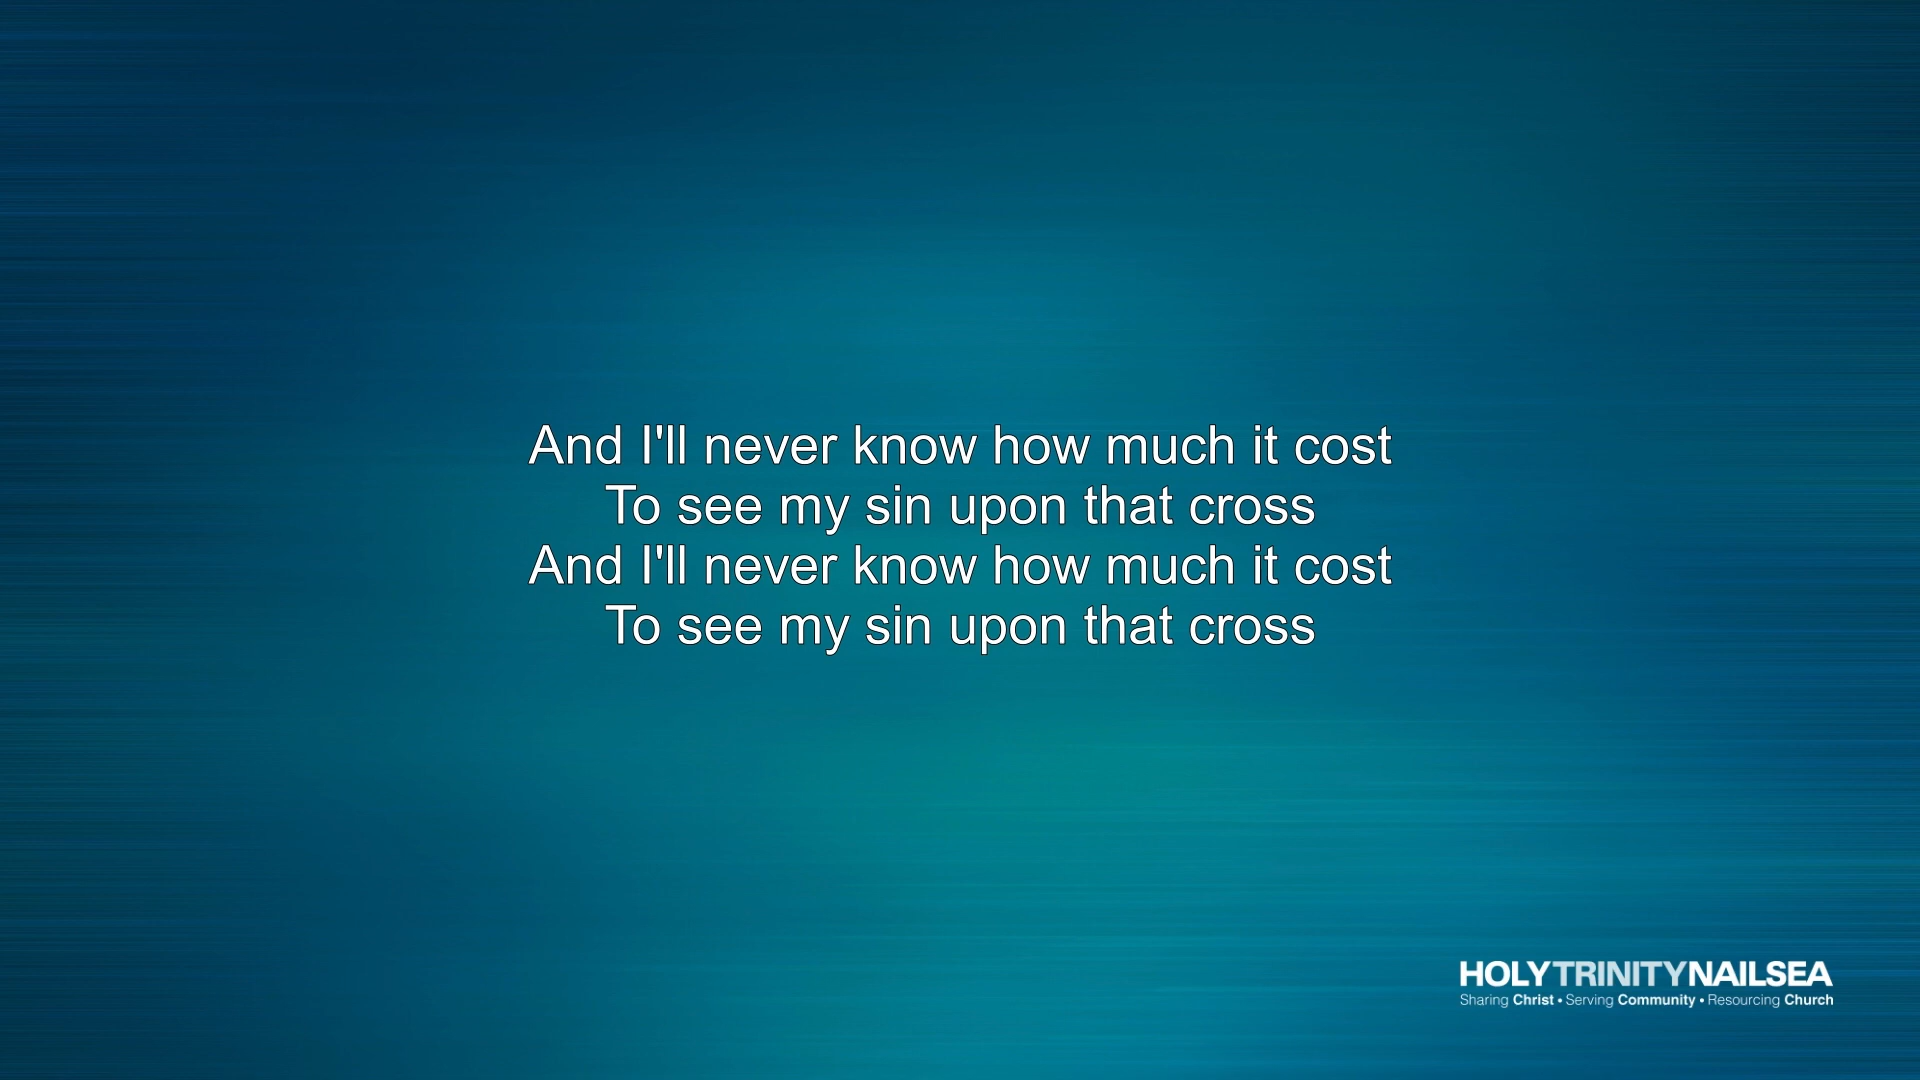 And I'll never know how much it cost
To see my sin upon that cross
And I'll never know how much it cost
To see my sin upon that cross
HOLYTRINITYNAILSEA
Sharing Christ • Serving Community • Resourcing Church